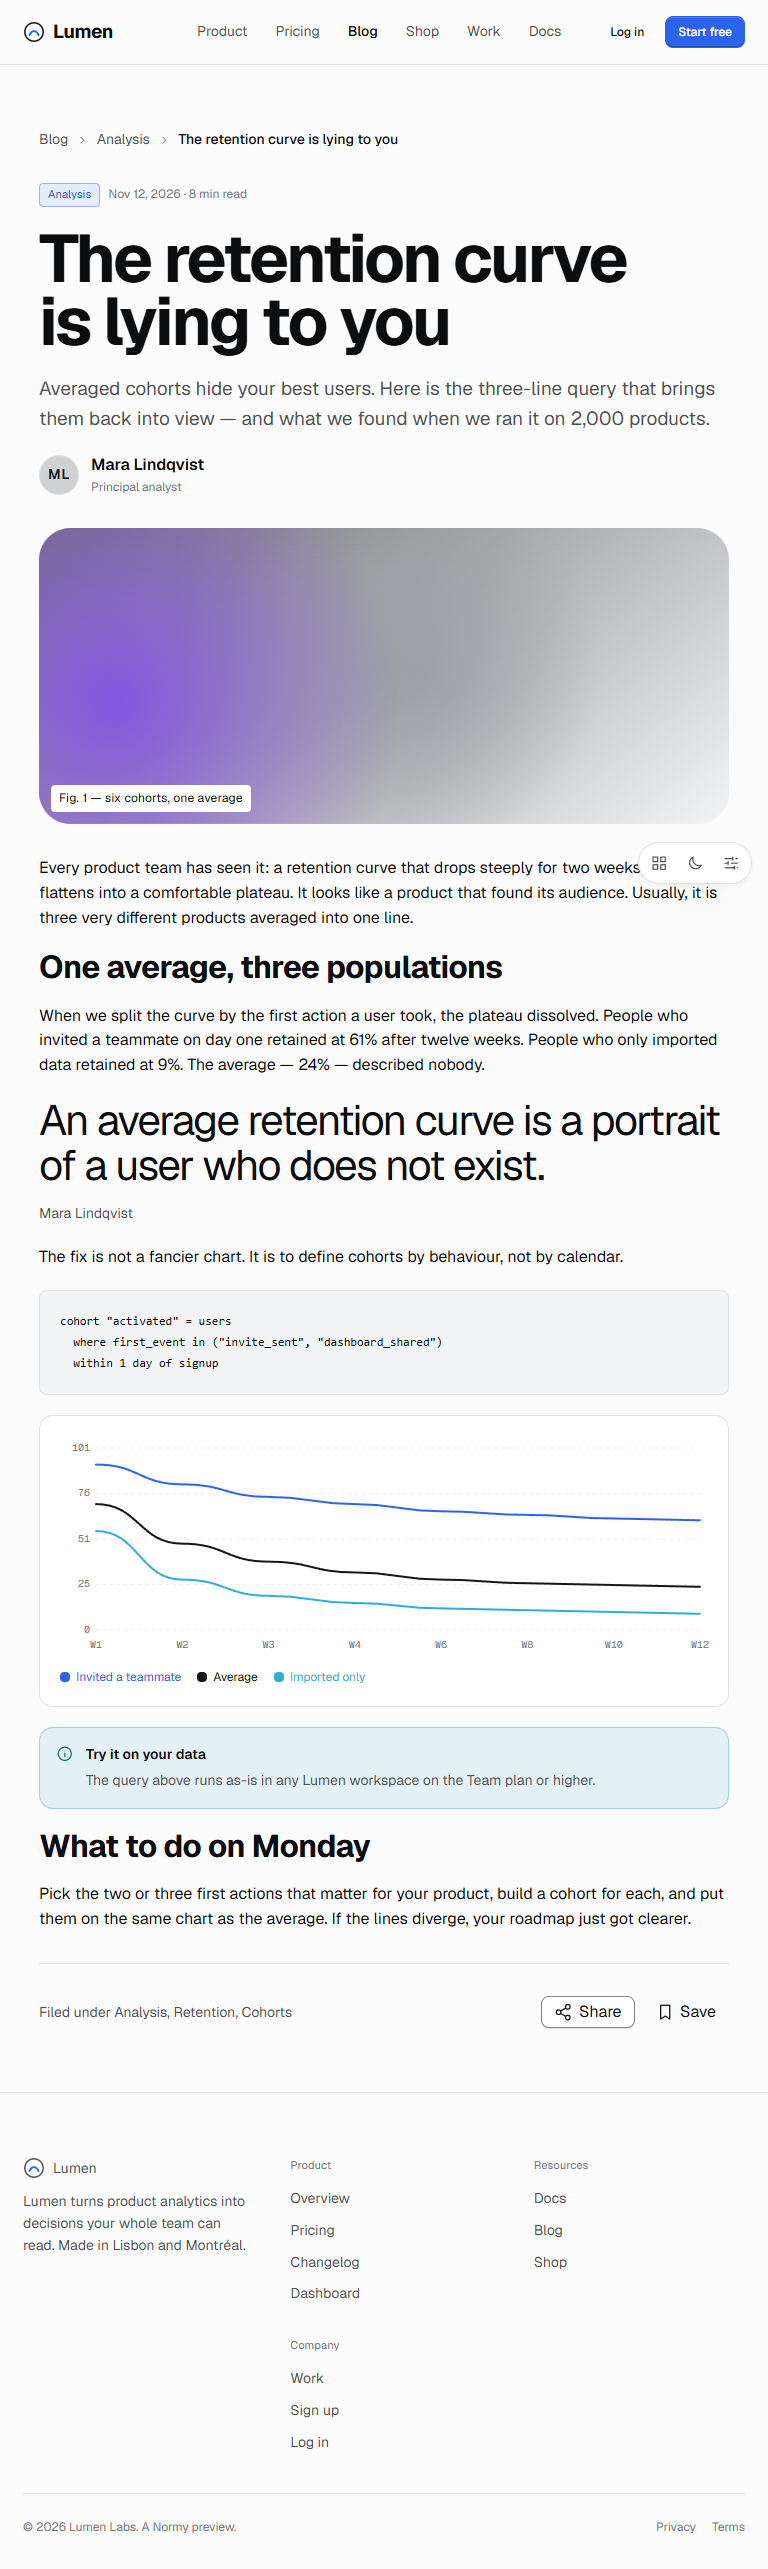 Lumen
Product Pricing Blog Shop Work Docs Log in Start free
Blog › Analysis › The retention curve is lying to you
Analysis Nov 12, 2026 · 8 min read
The retention curve
is lying to you
Averaged cohorts hide your best users. Here is the three-line query that brings
them back into view — and what we found when we ran it on 2,000 products.
ML Mara Lindqvist
Principal analyst
Fig. 1 — six cohorts, one average
Every product team has seen it: a retention curve that drops steeply for two weeks
flattens into a comfortable plateau. It looks like a product that found its audience. Usually, it is
three very different products averaged into one line.
One average, three populations
When we split the curve by the first action a user took, the plateau dissolved. People who
invited a teammate on day one retained at 61% after twelve weeks. People who only imported
data retained at 9%. The average — 24% — described nobody.
An average retention curve is a portrait
of a user who does not exist.
Mara Lindqvist
The fix is not a fancier chart. It is to define cohorts by behaviour, not by calendar.
cohort "activated" = users
where first_event in ("invite_sent", "dashboard_shared")
within 1 day of signup
101
76
51
25
0
W1 W2 W3 W4 W6 W8 W10 W12
Invited a teammate Average Imported only
Try it on your data
The query above runs as-is in any Lumen workspace on the Team plan or higher.
What to do on Monday
Pick the two or three first actions that matter for your product, build a cohort for each, and put
them on the same chart as the average. If the lines diverge, your roadmap just got clearer.
Filed under Analysis, Retention, Cohorts
Share Save
Lumen
Lumen turns product analytics into
decisions your whole team can
read. Made in Lisbon and Montréal.
Product
Overview
Pricing
Changelog
Dashboard
Resources
Docs
Blog
Shop
Company
Work
Sign up
Log in
© 2026 Lumen Labs. A Normy preview.
Privacy Terms